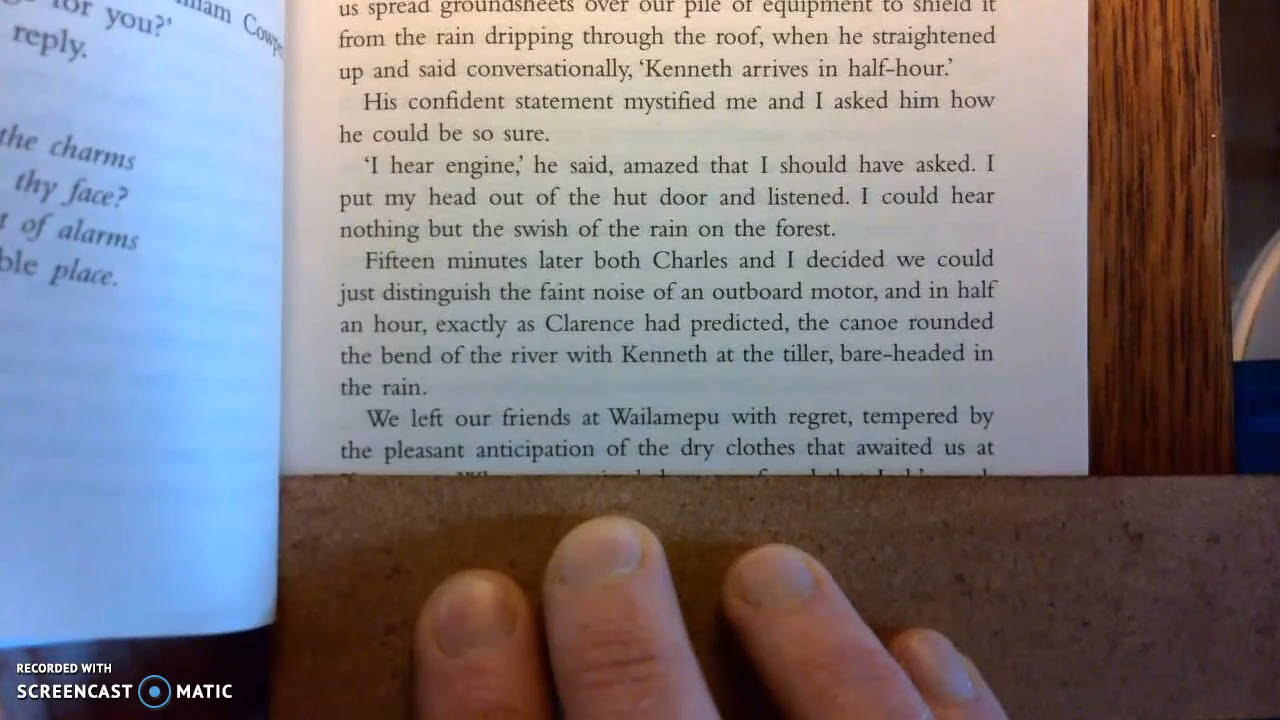 for you?'
reply.
the charms
thy face?
of alarms
place.
us spread groundsheets over our pile of equipment to shield it
from the rain dripping through the roof, when he straightened
up and said conversationally, 'Kenneth arrives in half-hour.'
His confident statement mystified me and I asked him how
he could be so sure.
'I hear engine,' he said, amazed that I should have asked. I
put my head out of the hut door and listened. I could hear
nothing but the swish of the rain on the forest.
Fifteen minutes later both Charles and I decided we could
just distinguish the faint noise of an outboard motor, and in half
an hour, exactly as Clarence had predicted, the canoe rounded
the bend of the river with Kenneth at the tiller, bare-headed in
the rain.
We left our friends at Wailamepu with regret, tempered by
the pleasant anticipation of the dry clothes that awaited us at
RECORDED WITH
SCREENCAST MATIC